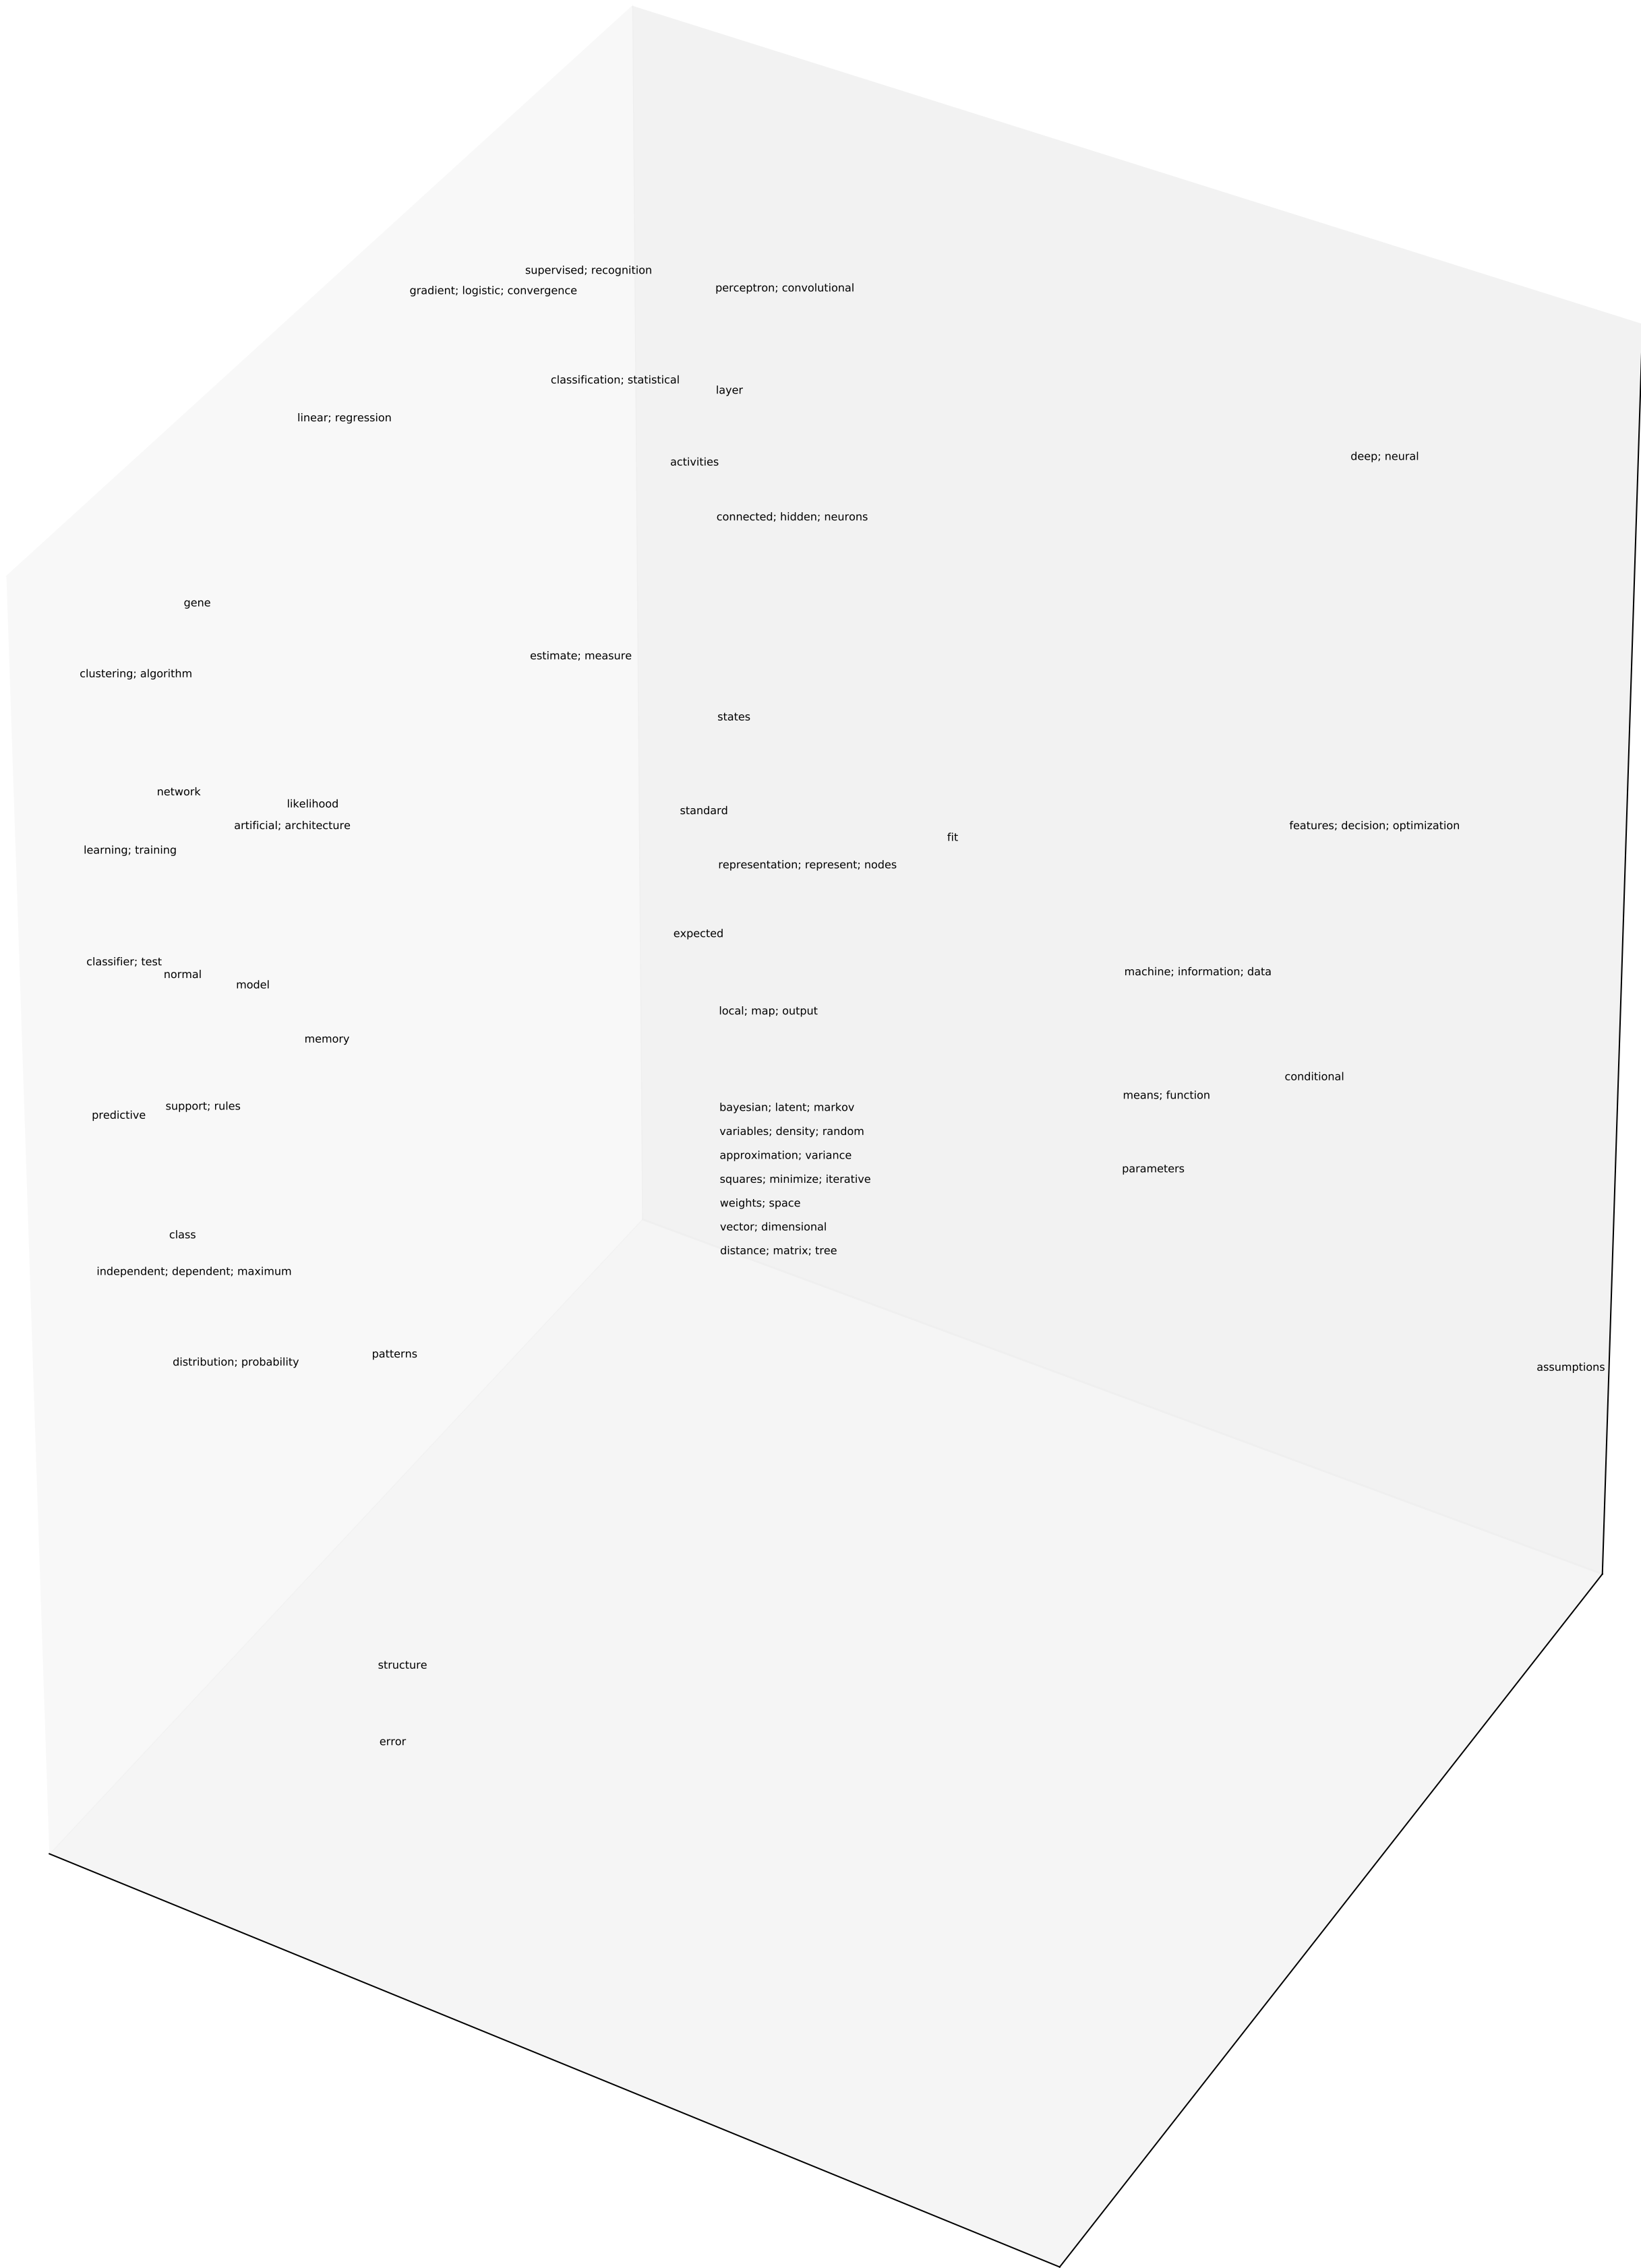 supervised; recognition
perceptron; convolutional
gradient; logistic; convergence
classification; statistical
layer
linear; regression
deep; neural
activities
connected; hidden; neurons
gene
estimate; measure
clustering; algorithm
states
network
likelihood
standard
artificial; architecture
features; decision; optimization
fit
learning; training
representation; represent; nodes
expected
classifier; test
machine; information; data
normal
model
local; map; output
memory
conditional
means; function
support; rules
bayesian; latent; markov
predictive
variables; density; random
approximation; variance
parameters
squares; minimize; iterative
weights; space
vector; dimensional
class
distance; matrix; tree
independent; dependent; maximum
patterns
distribution; probability
assumptions
structure
error